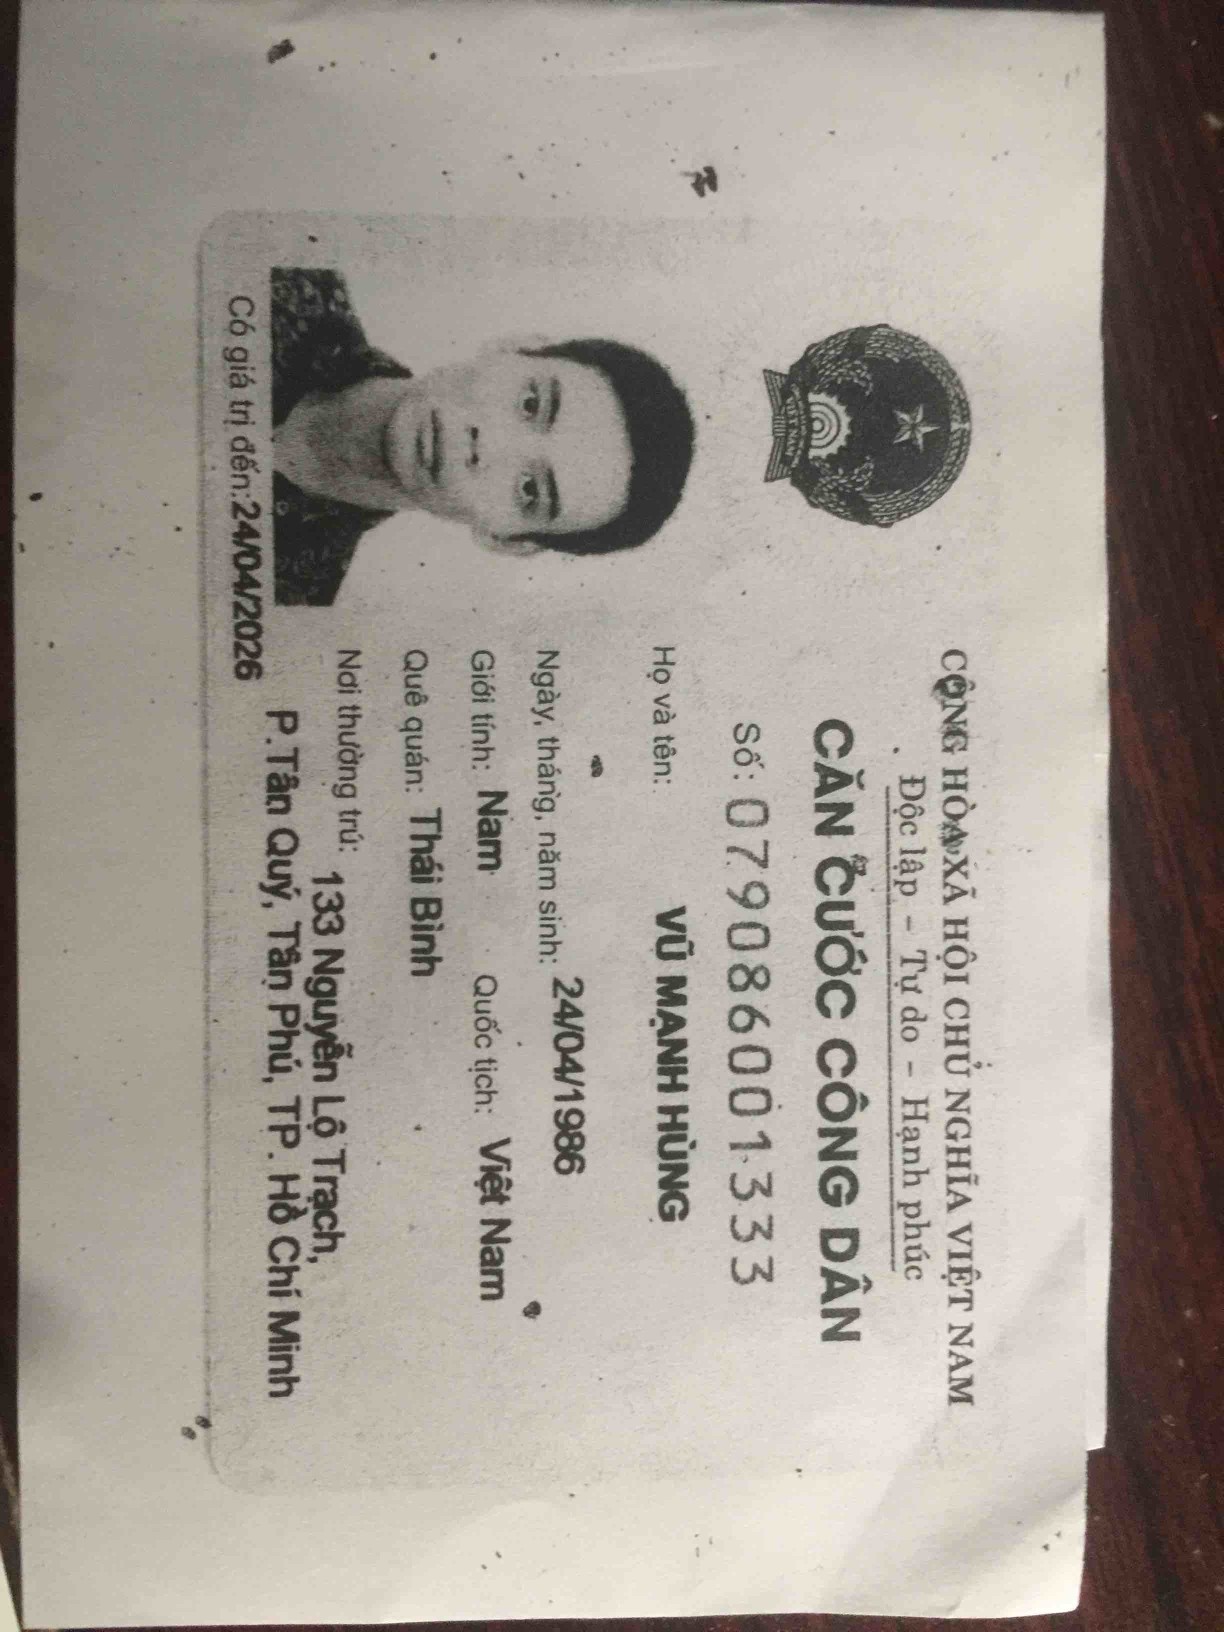 CỘNG HÒA XÃ HỘI CHỦ NGHĨA VIỆT NAM
Độc lập – Tự do – Hạnh phúc
CĂN CƯỚC CÔNG DÂN
Số: 079086001333
Họ và tên: VŨ MẠNH HÙNG
Ngày, tháng, năm sinh: 24/04/1986
Giới tính: Nam Quốc tịch: Việt Nam
Quê quán: Thái Bình
Nơi thường trú: 133 Nguyễn Lộ Trạch,
P.Tân Quý, Tân Phú, TP. Hồ Chí Minh
Có giá trị đến: 24/04/2026
VIỆT NAM